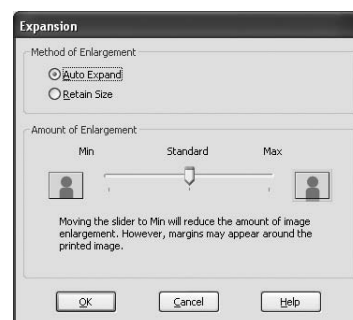 Expansion
Method of Enlargement
Auto Expand
Retain Size
Amount of Enlargement
Min Standard Max
Moving the slider to Min will reduce the amount of image
enlargement. However, margins may appear around the
printed image.
OK Cancel Help